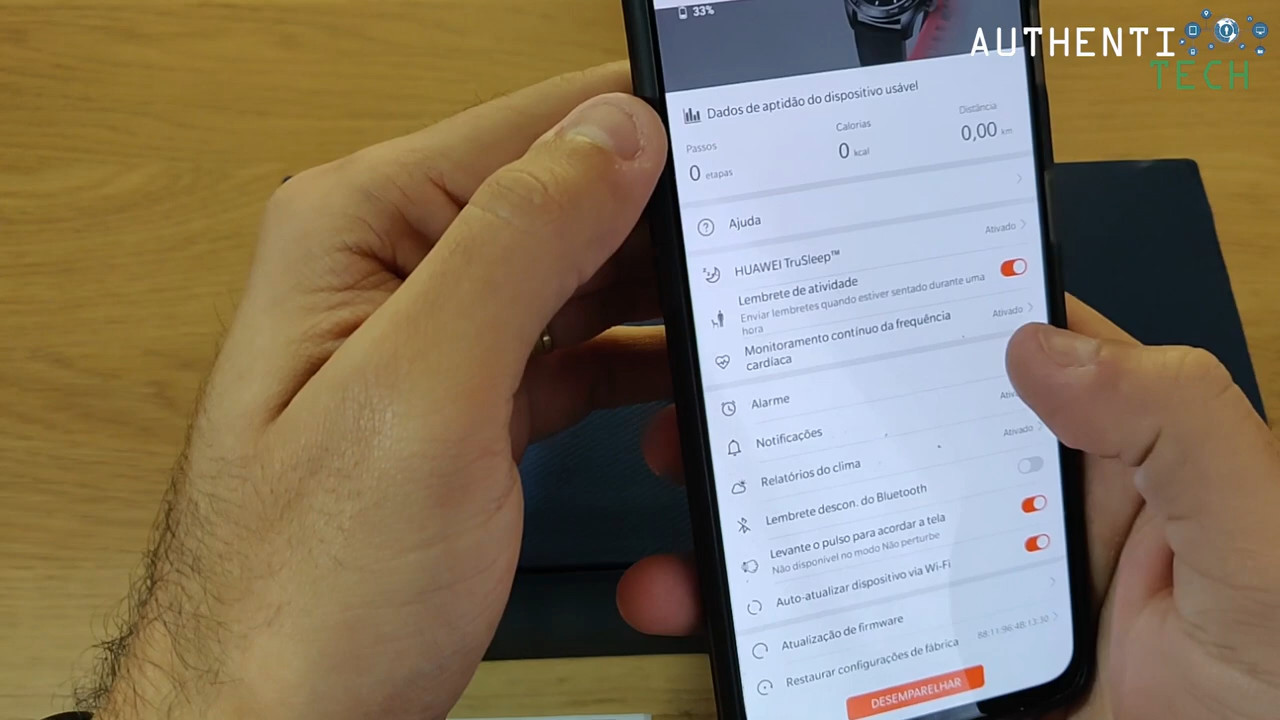 33%
AUTHENTI
TECH
Dados de aptidão do dispositivo usável
Passos
Calorias
Distância
0 etapas
0 kcal
0,00 km
Ajuda
HUAWEI TruSleep™
Ativado
Lembrete de atividade
Enviar lembretes quando estiver sentado durante uma
hora
Monitoramento contínuo da frequência
cardíaca
Ativado
Alarme
Notificações
Ativado
Relatórios do clima
Lembrete descon. do Bluetooth
Levante o pulso para acordar a tela
Não disponível no modo Não perturbe
Auto-atualizar dispositivo via Wi-Fi
Atualização de firmware
Restaurar configurações de fábrica
DESEMPARELHAR